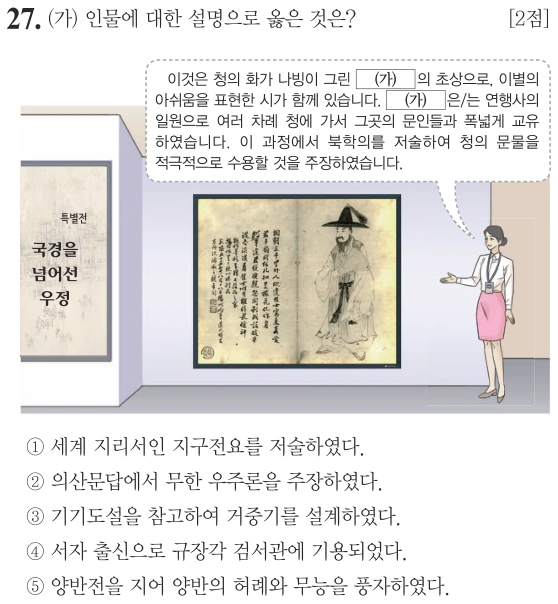 27. (가) 인물에 대한 설명으로 옳은 것은? [2점]
이것은 청의 화가 나빙이 그린 (가) 의 초상으로, 이별의
아쉬움을 표현한 시가 함께 있습니다. (가) 은/는 연행사의
일원으로 여러 차례 청에 가서 그곳의 문인들과 폭넓게 교유
하였습니다. 이 과정에서 북학의를 저술하여 청의 문물을
적극적으로 수용할 것을 주장하였습니다.
특별전
국경을
넘어선
우정
① 세계 지리서인 지구전요를 저술하였다.
② 의산문답에서 무한 우주론을 주장하였다.
③ 기기도설을 참고하여 거중기를 설계하였다.
④ 서자 출신으로 규장각 검서관에 기용되었다.
⑤ 양반전을 지어 양반의 허례와 무능을 풍자하였다.